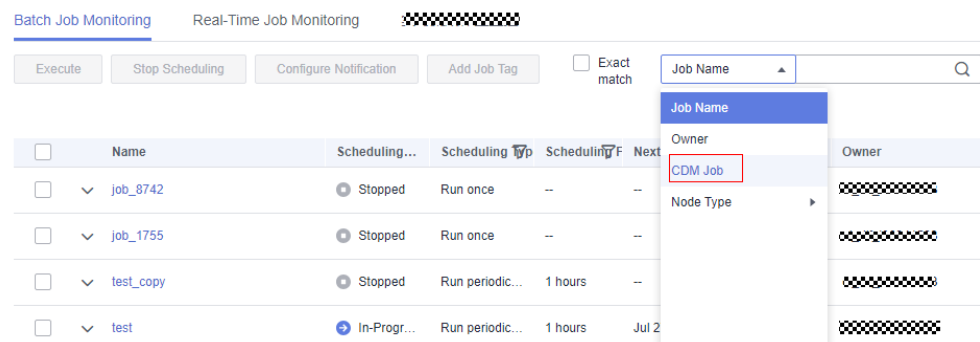 Batch Job Monitoring Real-Time Job Monitoring
Execute Stop Scheduling Configure Notification Add Job Tag Exact match Job Name
Job Name
Owner
CDM Job
Node Type
Name Scheduling... Scheduling Typ Scheduling F Next Owner
job_8742 Stopped Run once -- --
job_1755 Stopped Run once -- --
test_copy Stopped Run periodic... 1 hours --
test In-Progr... Run periodic... 1 hours Jul 2